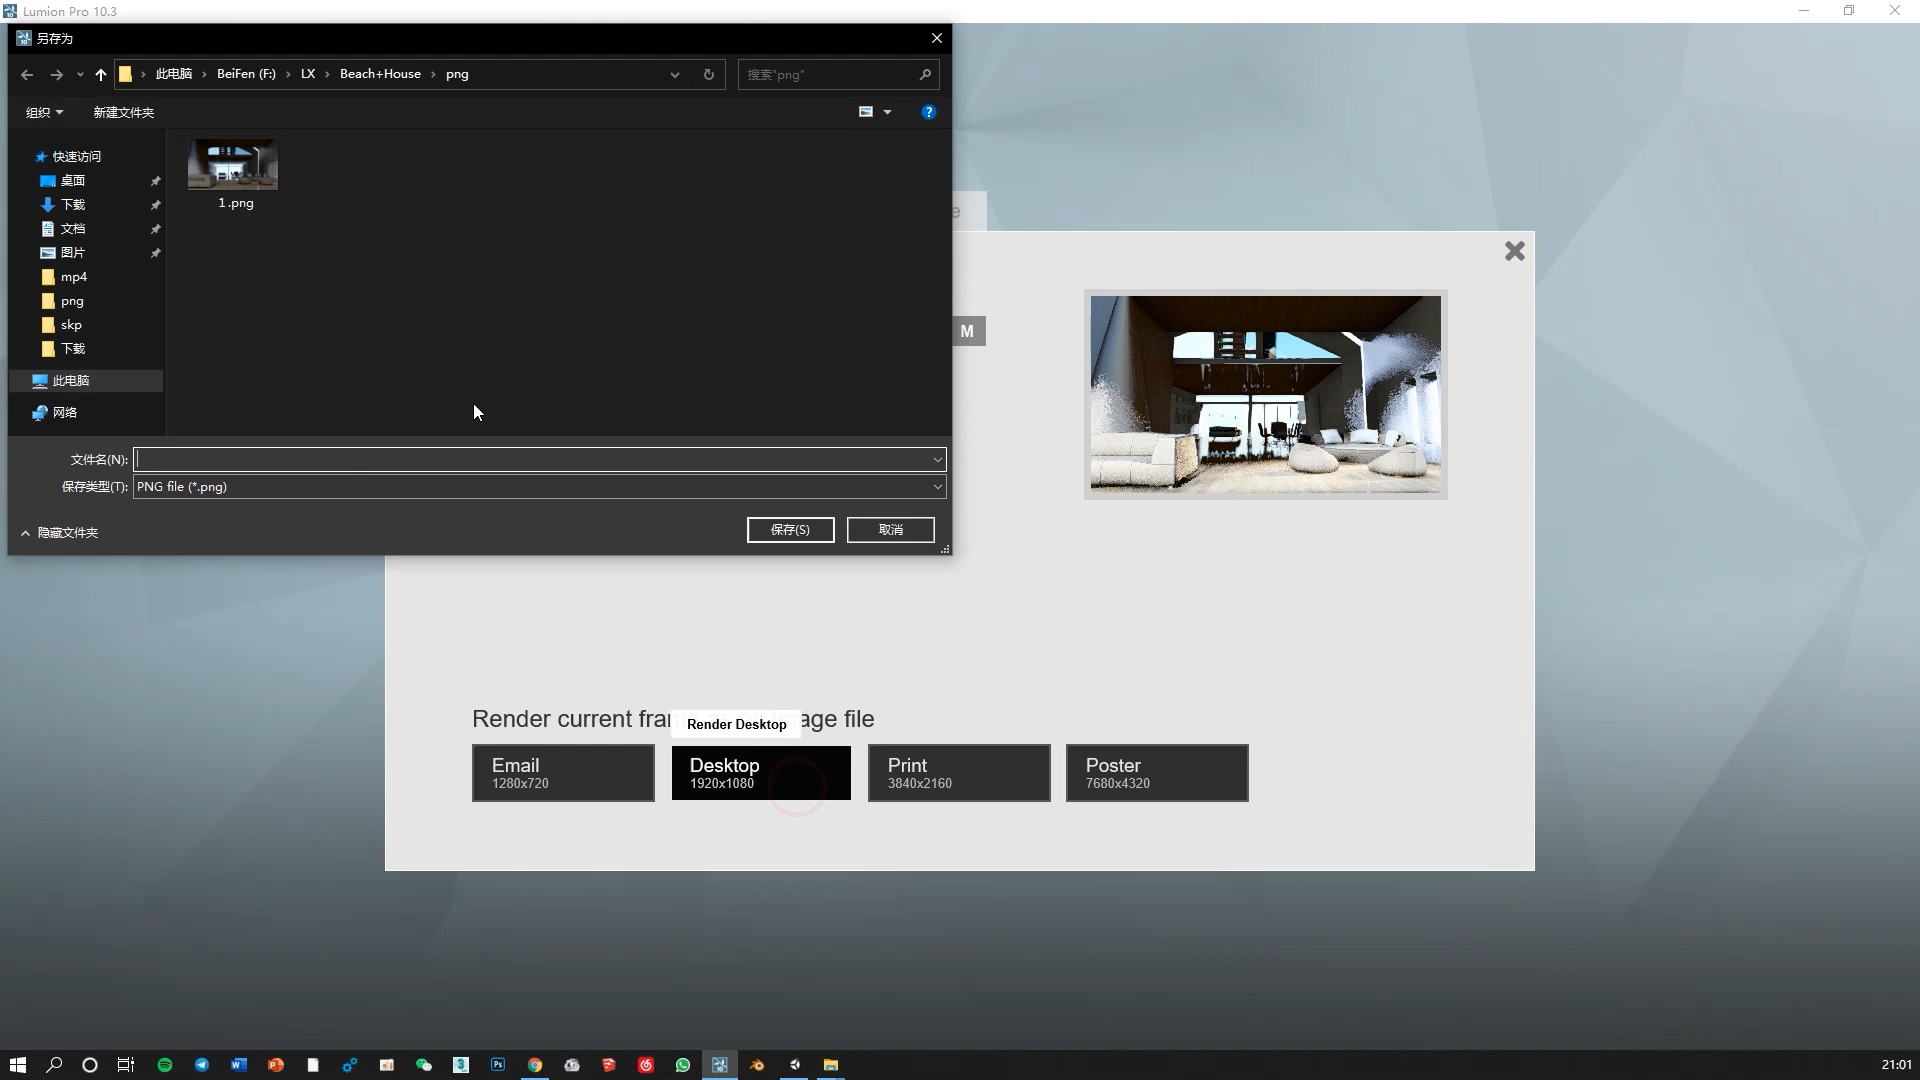 Lumion Pro 10.3
另存为
此电脑 › BeiFen (F:) › LX › Beach+House › png
搜索"png"
组织
新建文件夹
快速访问
桌面
下载
文档
图片
mp4
png
skp
下载
此电脑
网络
1.png
文件名(N):
保存类型(T): PNG file (*.png)
隐藏文件夹
保存(S)
取消
e
M
Render current fram
age file
Render Desktop
Email
1280x720
Desktop
1920x1080
Print
3840x2160
Poster
7680x4320
21:01